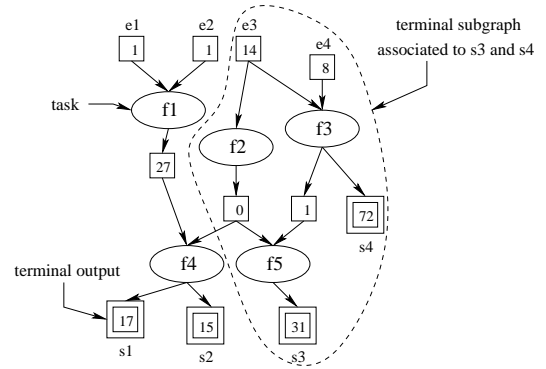 e1 e2 e3 terminal subgraph
associated to s3 and s4
e4
1 1 14
8
task
f1 f3
f2
27
0 1 72
s4
f4 f5
terminal output
17 15 31
s1 s2 s3